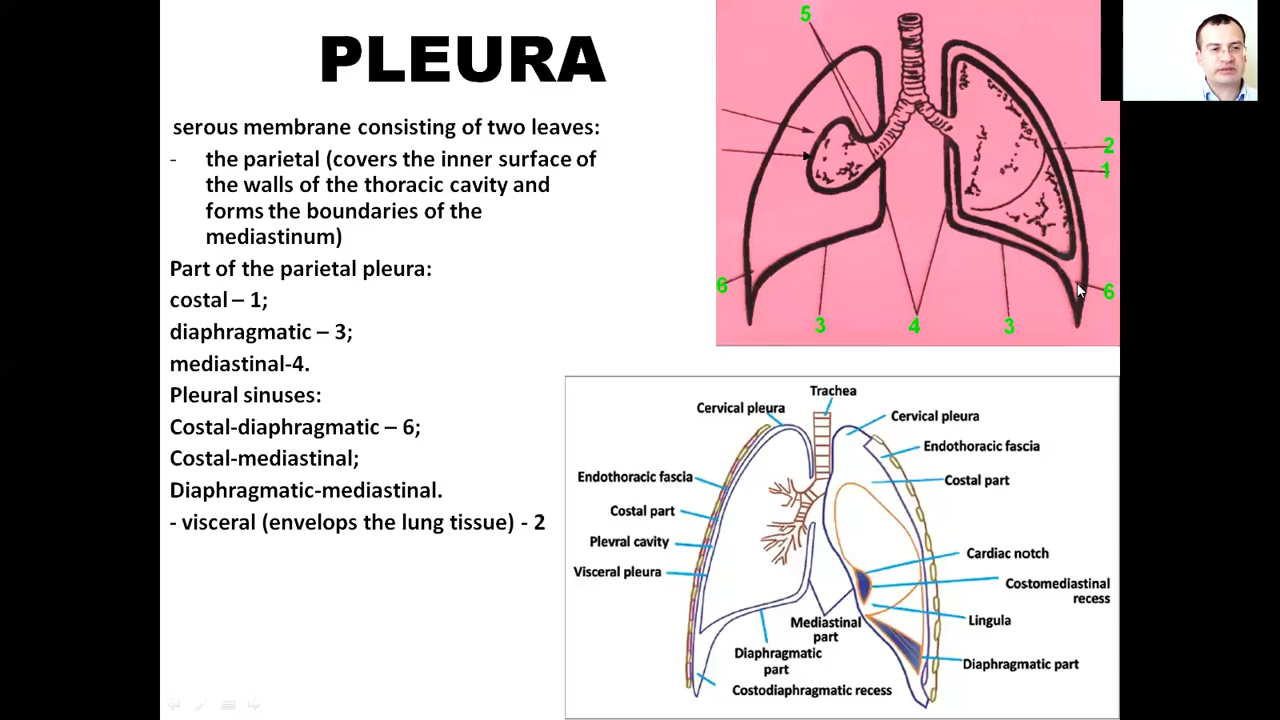 PLEURA
serous membrane consisting of two leaves:
- the parietal (covers the inner surface of
the walls of the thoracic cavity and
forms the boundaries of the
mediastinum)
Part of the parietal pleura:
costal – 1;
diaphragmatic – 3;
mediastinal-4.
Pleural sinuses:
Costal-diaphragmatic – 6;
Costal-mediastinal;
Diaphragmatic-mediastinal.
- visceral (envelops the lung tissue) - 2
5
2
1
6
6
3
4
3
Trachea
Cervical pleura
Cervical pleura
Endothoracic fascia
Endothoracic fascia
Costal part
Costal part
Plevral cavity
Cardiac notch
Visceral pleura
Costomediastinal
recess
Lingula
Mediastinal
part
Diaphragmatic
part
Diaphragmatic part
Costodiaphragmatic recess